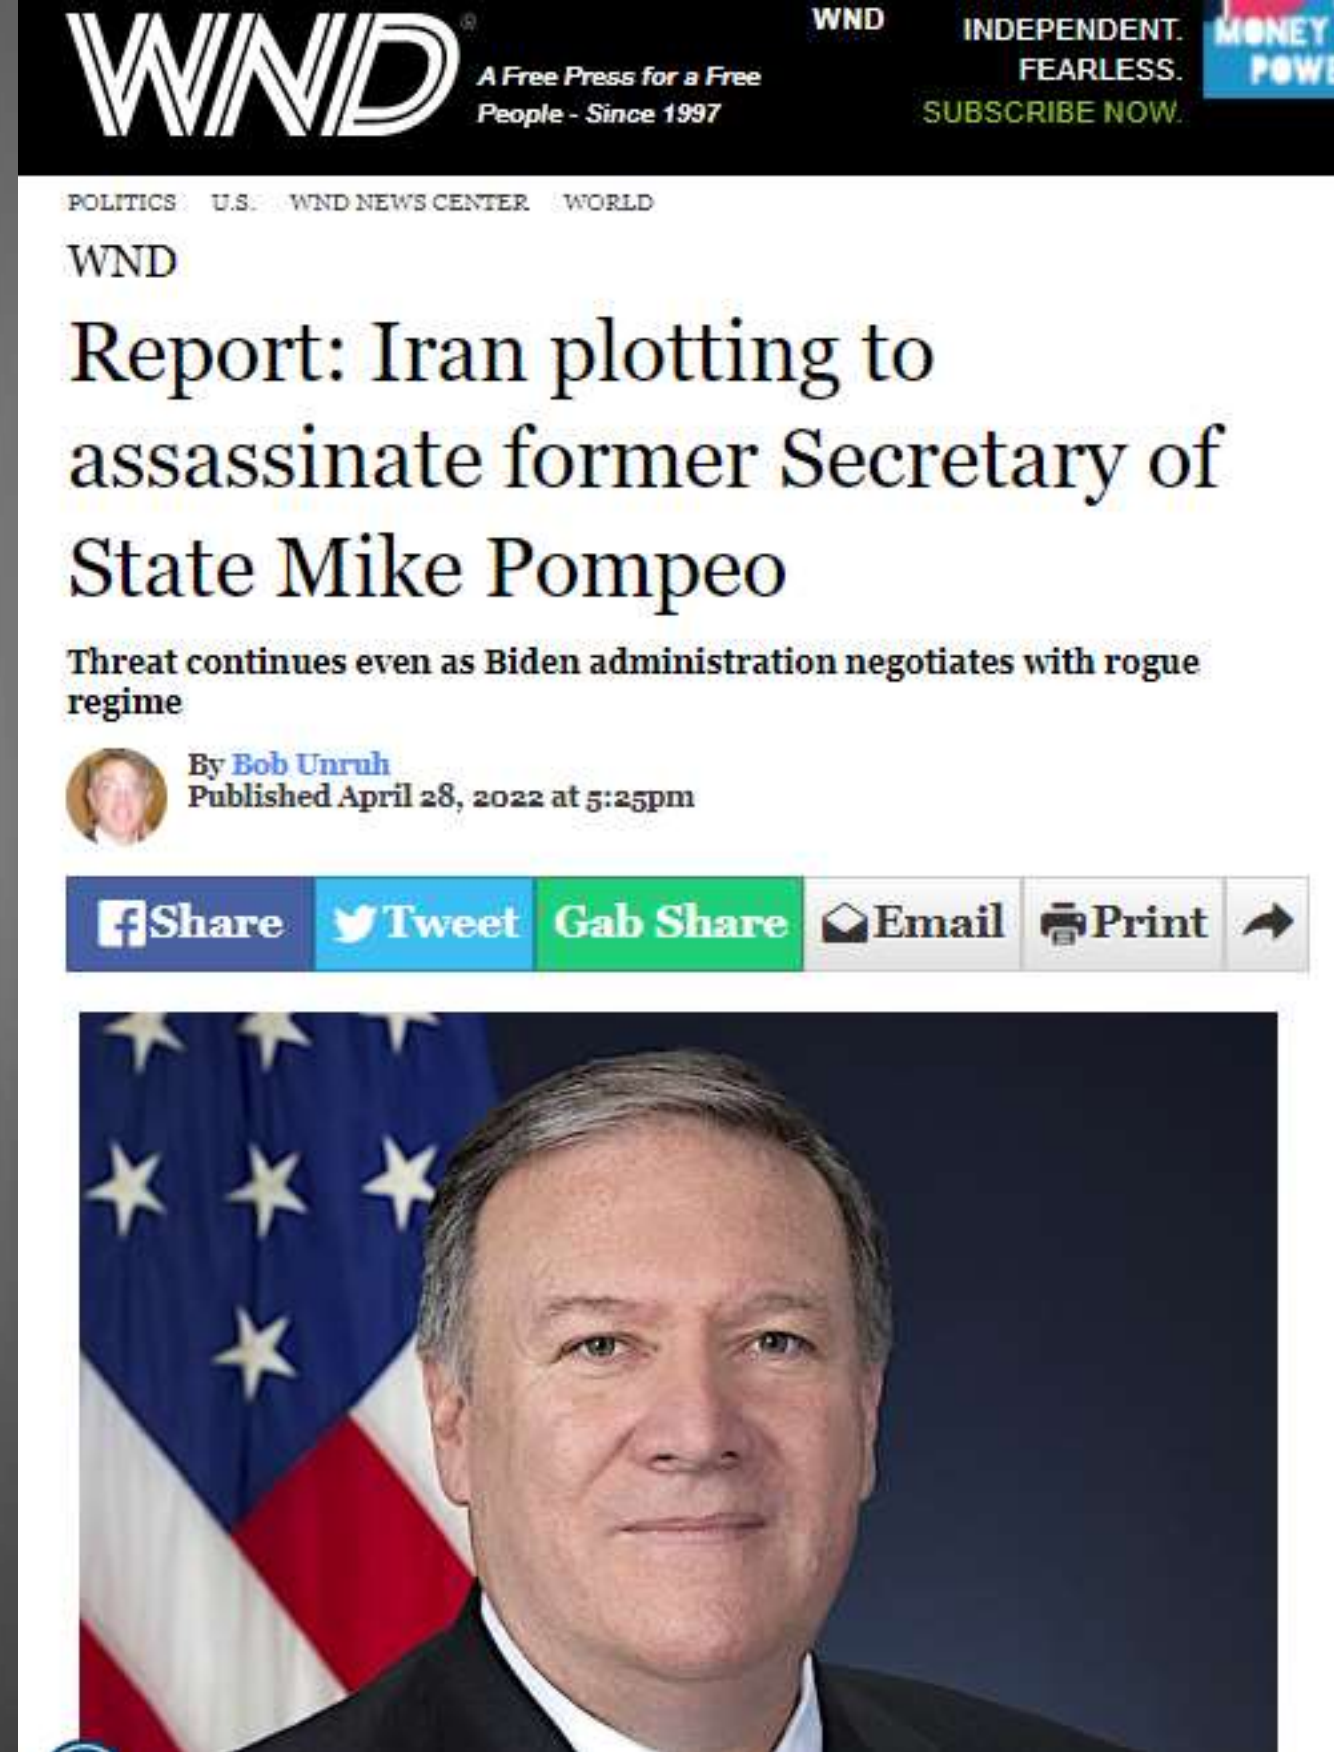 WND®
A Free Press for a Free
People - Since 1997
WND
INDEPENDENT.
FEARLESS.
SUBSCRIBE NOW.
MONEY
POLITICS U.S. WND NEWS CENTER WORLD
WND
Report: Iran plotting to
assassinate former Secretary of
State Mike Pompeo
Threat continues even as Biden administration negotiates with rogue
regime
By Bob Unruh
Published April 28, 2022 at 5:25pm
Share Tweet Gab Share Email Print